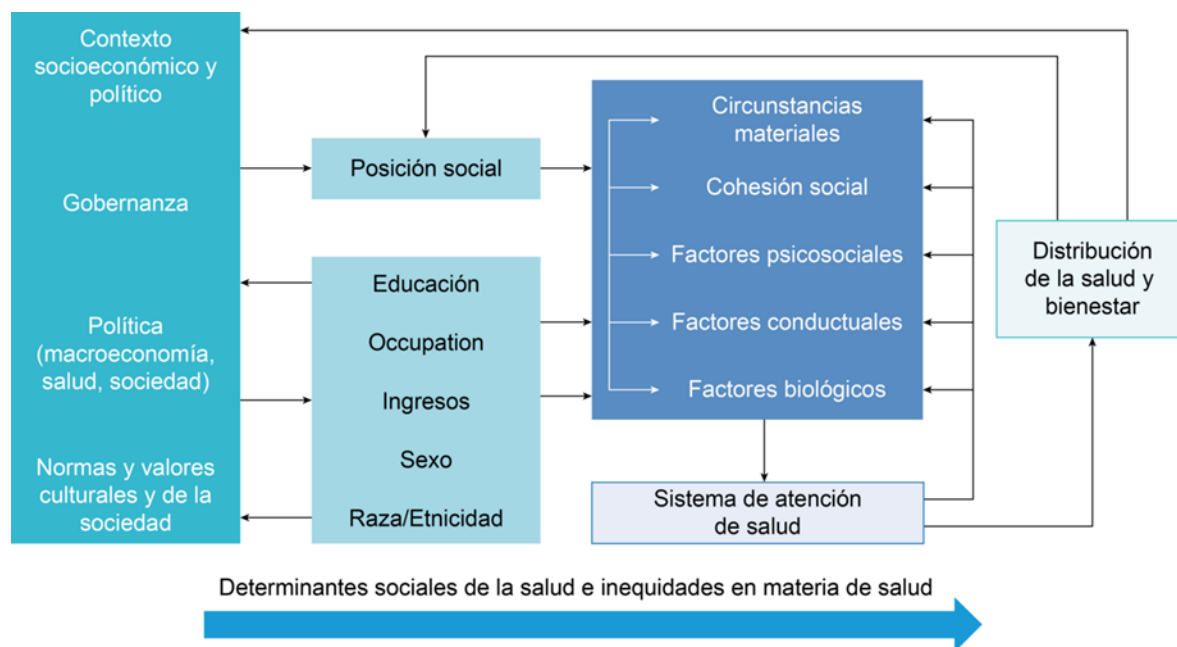 Contexto
socioeconómico y
político
Gobernanza
Política
(macroeconomía,
salud, sociedad)
Normas y valores
culturales y de la
sociedad
Posición social
Educación
Occupation
Ingresos
Sexo
Raza/Etnicidad
Circunstancias
materiales
Cohesión social
Factores psicosociales
Factores conductuales
Factores biológicos
Sistema de atención
de salud
Distribución
de la salud y
bienestar
Determinantes sociales de la salud e inequidades en materia de salud